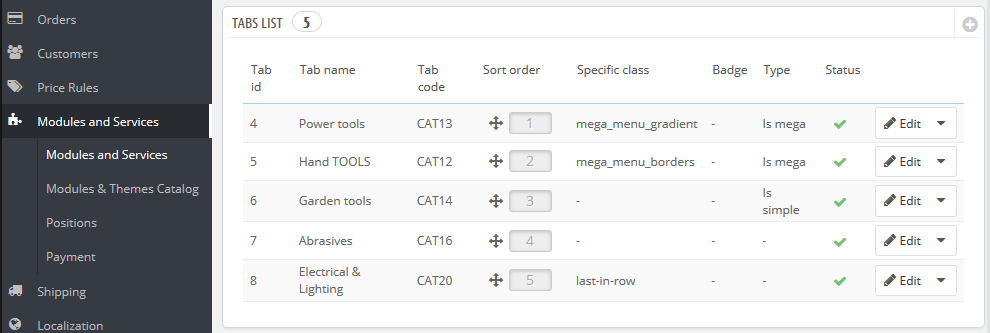 Orders
Customers
Price Rules
Modules and Services
Modules and Services
Modules & Themes Catalog
Positions
Payment
Shipping
Localization
TABS LIST 5
Tab id Tab name Tab code Sort order Specific class Badge Type Status
4 Power tools CAT13 1 mega_menu_gradient - Is mega Edit
5 Hand TOOLS CAT12 2 mega_menu_borders - Is mega Edit
6 Garden tools CAT14 3 - - Is simple Edit
7 Abrasives CAT16 4 - - - Edit
8 Electrical & Lighting CAT20 5 last-in-row - - Edit